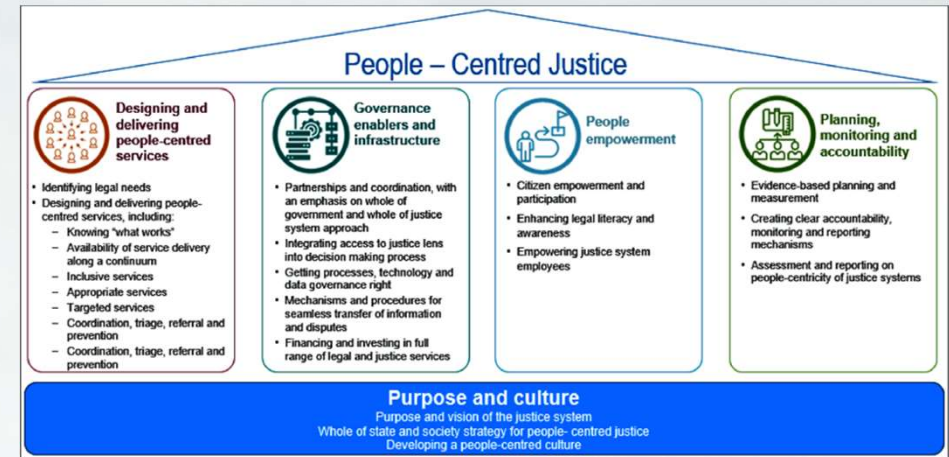 People – Centred Justice
Designing and
delivering
people-centred
services
• Identifying legal needs
• Designing and delivering people-
centred services, including:
– Knowing "what works"
– Availability of service delivery
along a continuum
– Inclusive services
– Appropriate services
– Targeted services
– Coordination, triage, referral and
prevention
– Coordination, triage, referral and
prevention
Governance
enablers and
infrastructure
• Partnerships and coordination, with
an emphasis on whole of
government and whole of justice
system approach
• Integrating access to justice lens
into decision making process
• Getting processes, technology and
data governance right
• Mechanisms and procedures for
seamless transfer of information
and disputes
• Financing and investing in full
range of legal and justice services
People
empowerment
• Citizen empowerment and
participation
• Enhancing legal literacy and
awareness
• Empowering justice system
employees
Planning,
monitoring and
accountability
• Evidence-based planning and
measurement
• Creating clear accountability,
monitoring and reporting
mechanisms
• Assessment and reporting on
people-centricity of justice systems
Purpose and culture
Purpose and vision of the justice system
Whole of state and society strategy for people- centred justice
Developing a people-centred culture